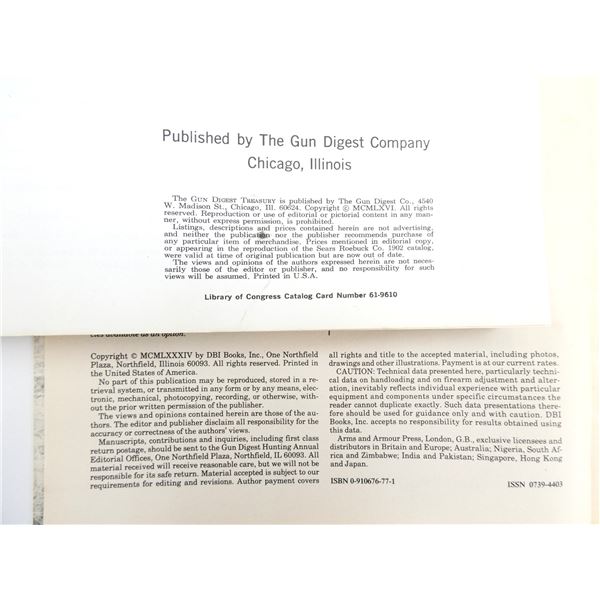 Published by The Gun Digest Company
Chicago, Illinois
The GUN DIGEST TREASURY is published by The Gun Digest Co., 4540
W. Madison St., Chicago, Ill. 60624. Copyright © MCMLXVI. All rights
reserved. Reproduction or use of editorial or pictorial content in any man-
ner, without express permission, is prohibited.
Listings, descriptions and prices contained herein are not advertising,
and neither the publication nor the publisher recommends purchase of
any particular item of merchandise. Prices mentioned in editorial copy,
or appearing in the reproduction of the Sears Roebuck Co. 1902 catalog,
were valid at time of original publication but are now out of date.
The views of the authors expressed herein are not neces-
sarily those of the editor or publisher, and no responsibility for such
views will be assumed. Printed in U.S.A.
Library of Congress Catalog Card Number 61-9610
cles available as an option.
Copyright © MCMLXXXIV by DBI Books, Inc., One Northfield
Plaza, Northfield, Illinois 60093. All rights reserved. Printed in
the United States of America.
No part of this publication may be reproduced, stored in a re-
trieval system, or transmitted in any form or by any means, elec-
tronic, mechanical, photocopying, recording, or otherwise, with-
out the prior written permission of the publisher.
The views and opinions contained herein are those of the au-
thors. The editor and publisher disclaim all responsibility for the
accuracy or correctness of the authors' views.
Manuscripts, contributions and inquiries, including first class
return postage, should be sent to the Gun Digest Hunting Annual
Editorial Offices, One Northfield Plaza, Northfield, IL 60093. All
material received will receive reasonable care, but we will not be
responsible for its safe return. Material accepted is subject to our
requirements for editing and revisions. Author payment covers
all rights and title to the accepted material, including photos,
drawings and other illustrations. Payment is at our current rates.
CAUTION: Technical data presented here, particularly techni-
cal data on handloading and on firearm adjustment and alter-
ation, inevitably reflects individual experience with particular
equipment and components under specific circumstances the
reader cannot duplicate exactly. Such data presentations there-
fore should be used for guidance only and with caution. DBI
Books, Inc. accepts no responsibility for results obtained using
this data.
Arms and Armour Press, London, G.B., exclusive licensees and
distributors in Britain and Europe; Australia; Nigeria, South Af-
rica and Zimbabwe; India and Pakistan; Singapore, Hong Kong
and Japan.
ISBN 0-910676-77-1
ISSN 0739-4403